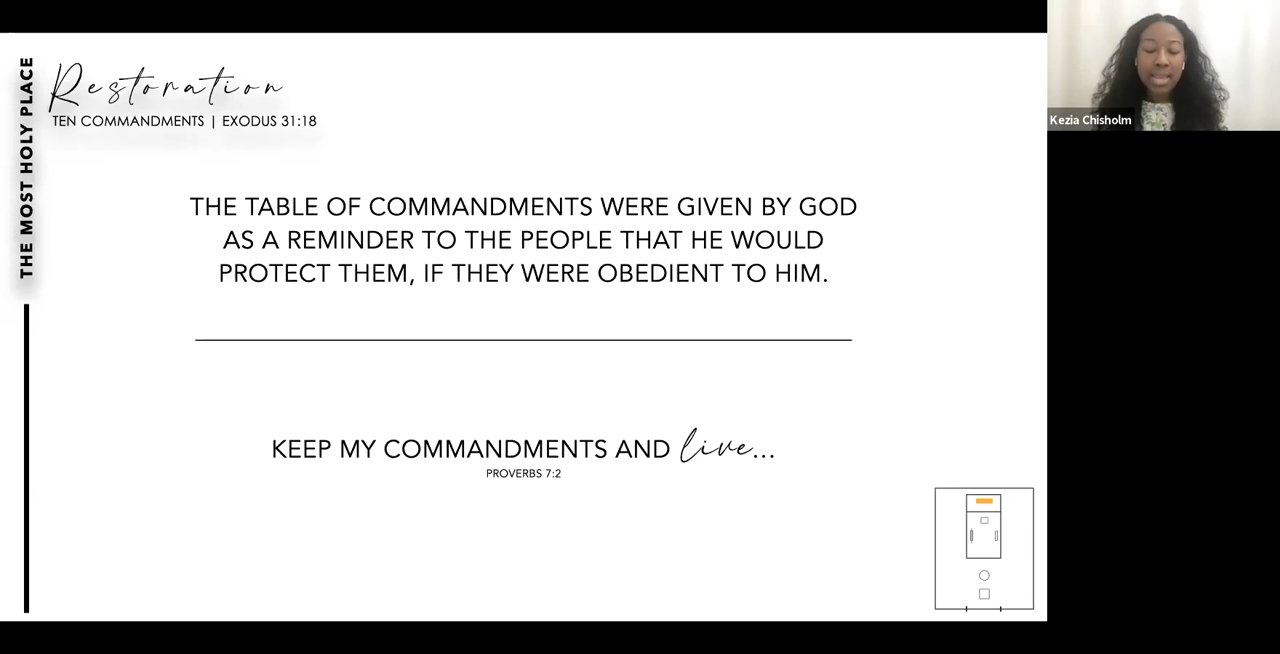 THE MOST HOLY PLACE
Restoration
TEN COMMANDMENTS | EXODUS 31:18
THE TABLE OF COMMANDMENTS WERE GIVEN BY GOD
AS A REMINDER TO THE PEOPLE THAT HE WOULD
PROTECT THEM, IF THEY WERE OBEDIENT TO HIM.
KEEP MY COMMANDMENTS AND live...
PROVERBS 7:2
Kezia Chisholm